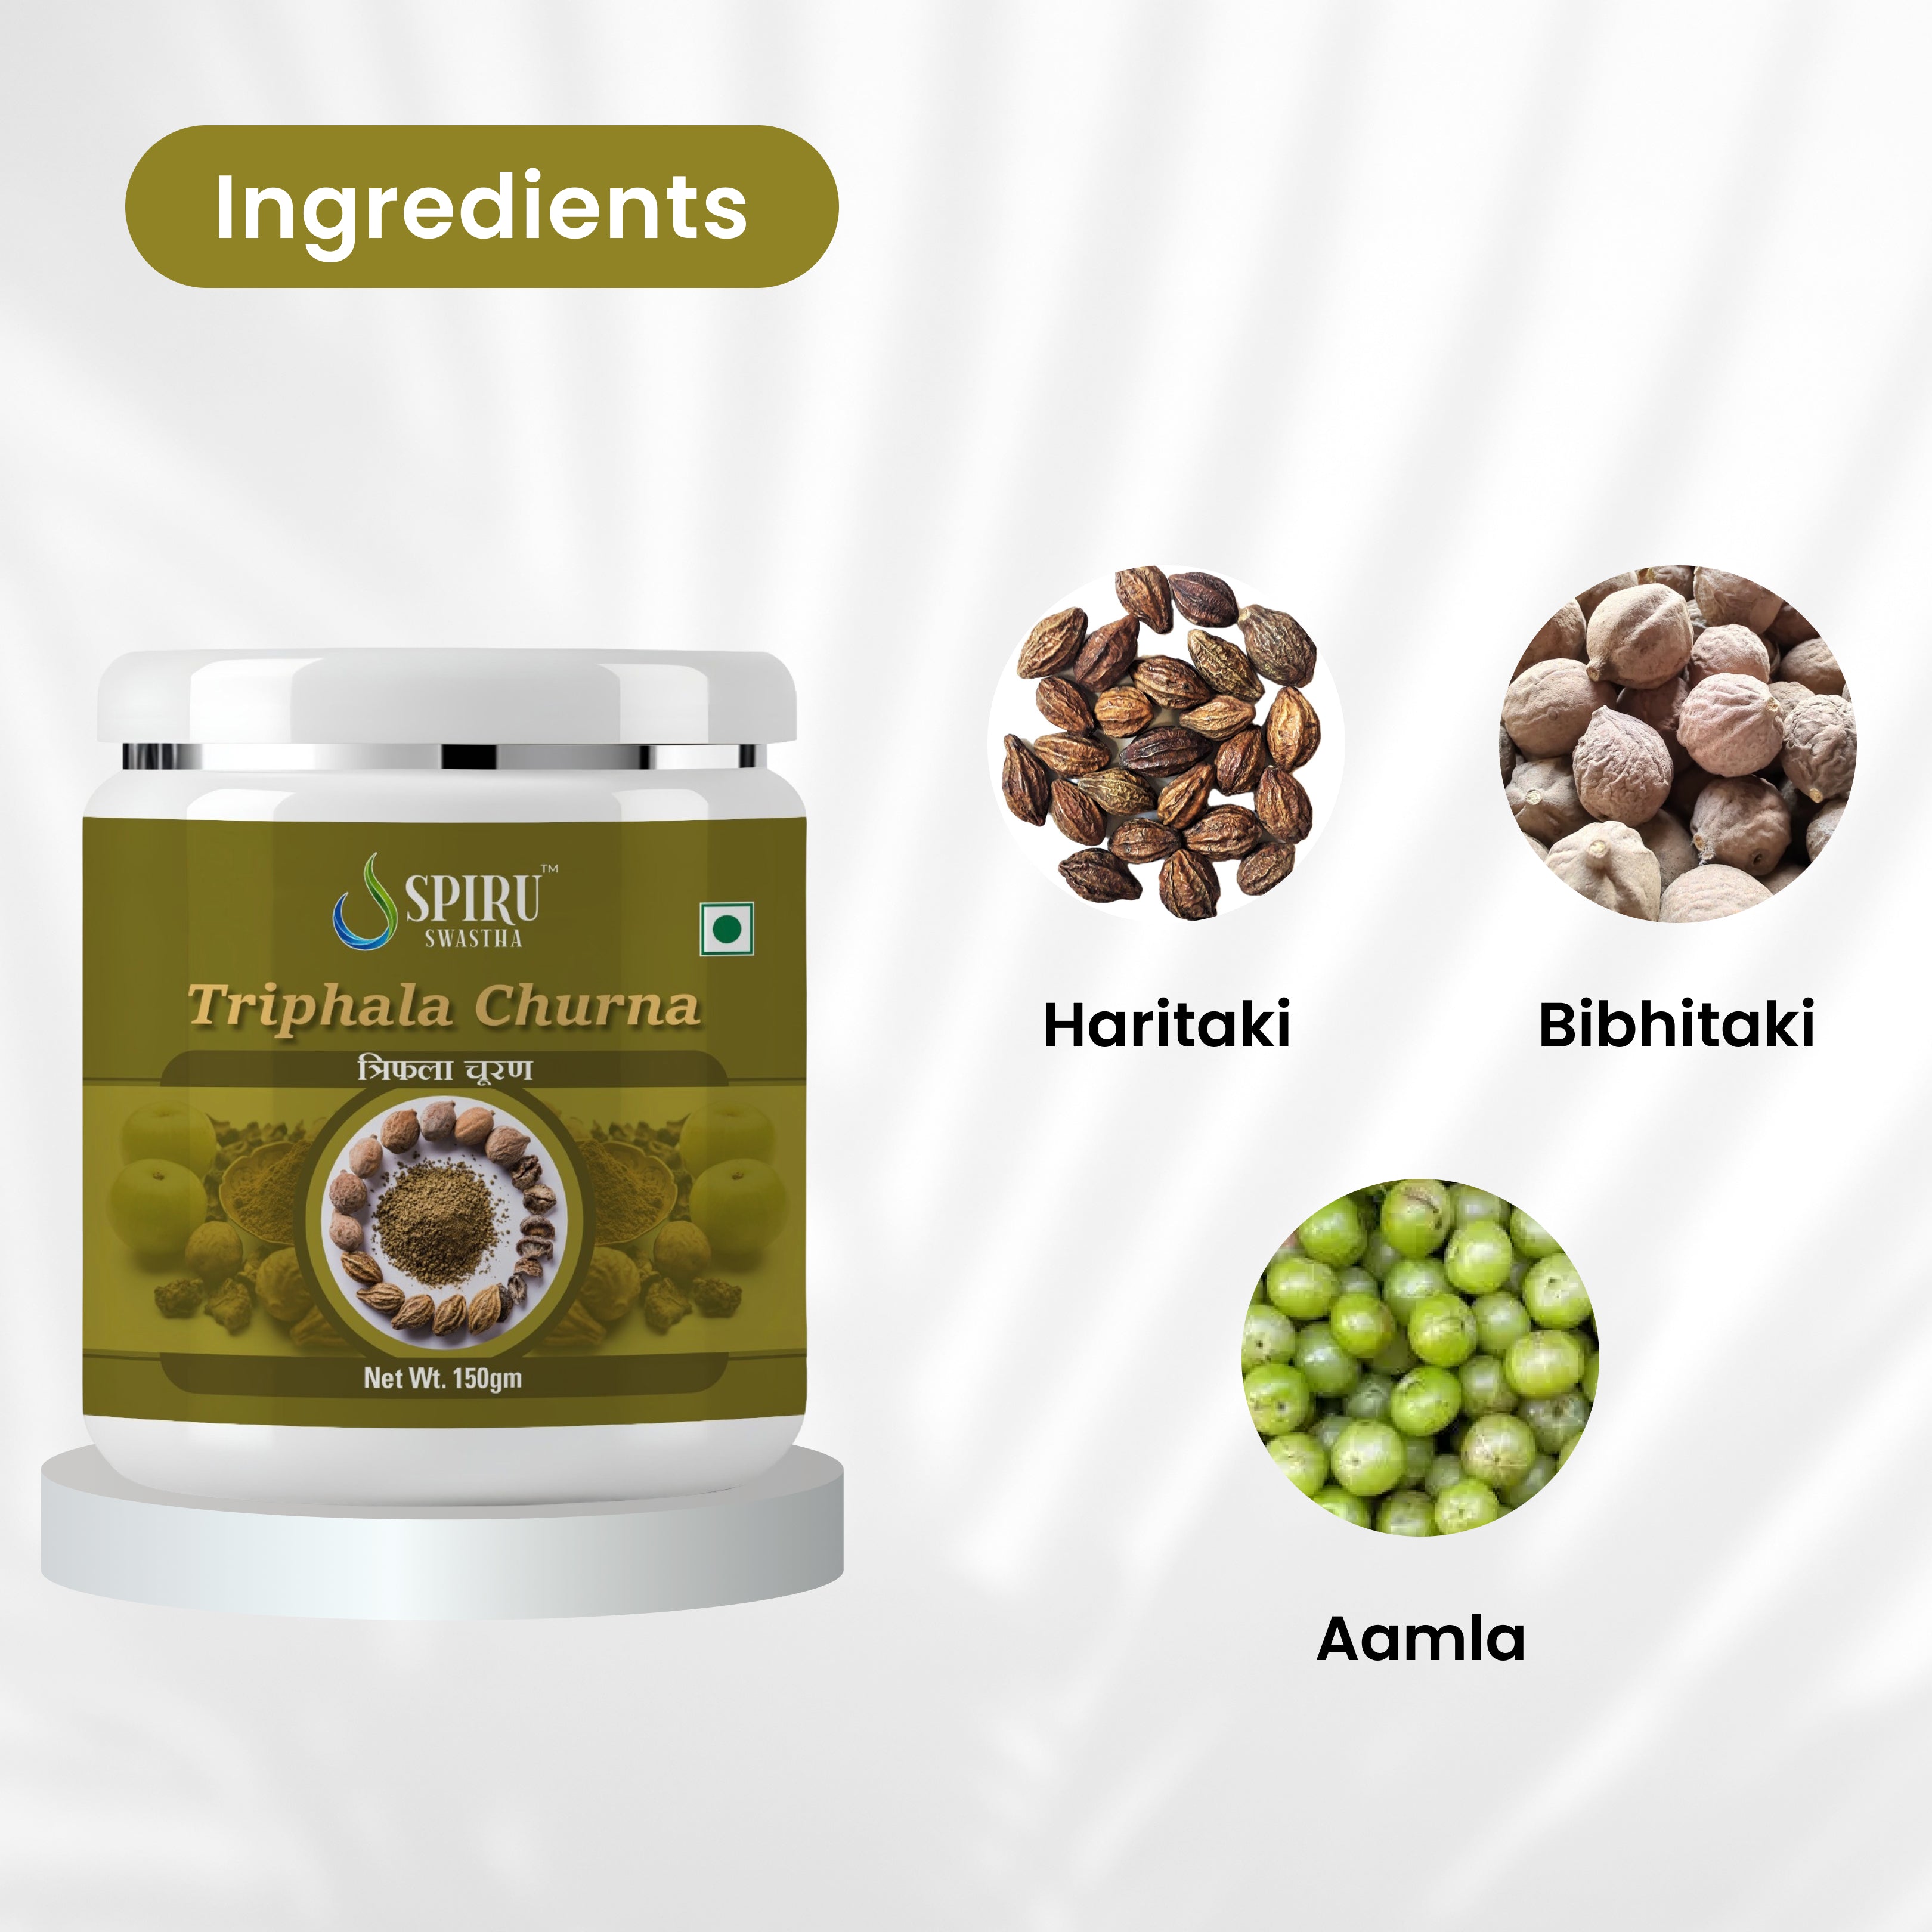 Ingredients
SPIRU™
SWASTHA
Triphala Churna
त्रिफला चूरण
Net Wt. 150gm
Haritaki
Bibhitaki
Aamla